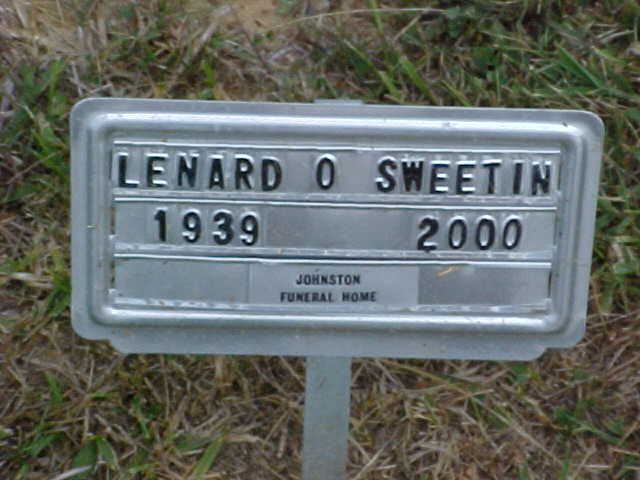 LENARD O SWEETIN
1939 2000
JOHNSTON
FUNERAL HOME